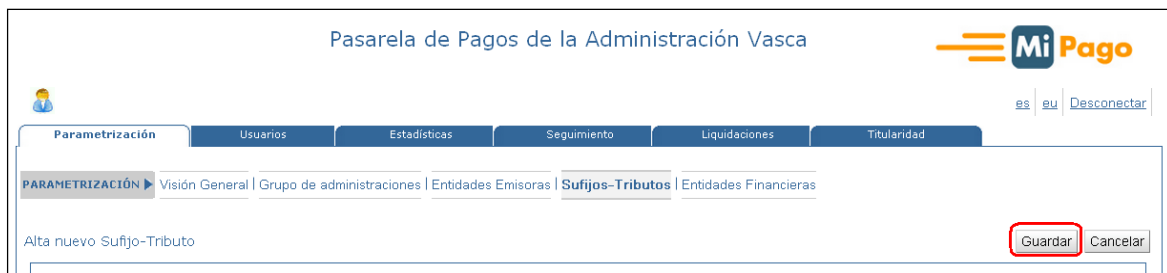 Pasarela de Pagos de la Administración Vasca
Mi Pago
es eu Desconectar
Parametrización Usuarios Estadísticas Seguimiento Liquidaciones Titularidad
PARAMETRIZACIÓN Visión General Grupo de administraciones Entidades Emisoras Sufijos-Tributos Entidades Financieras
Alta nuevo Sufijo-Tributo Guardar Cancelar